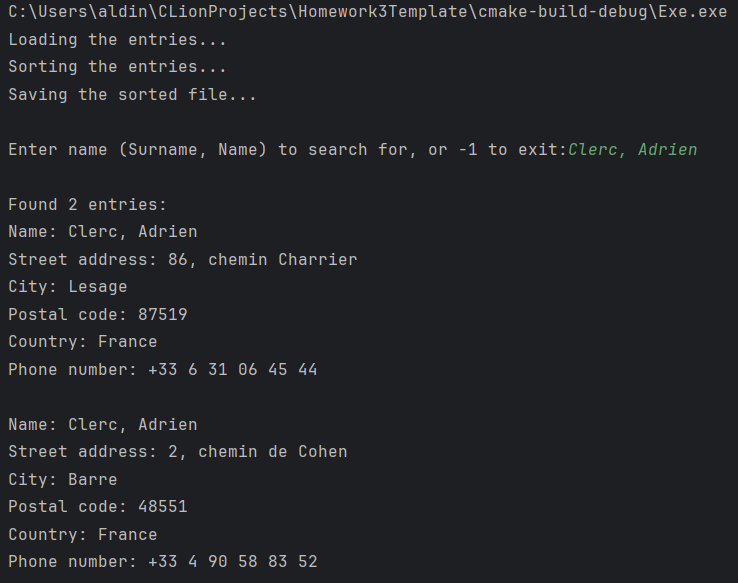 C:\Users\aldin\CLionProjects\Homework3Template\cmake-build-debug\Exe.exe
Loading the entries...
Sorting the entries...
Saving the sorted file...
Enter name (Surname, Name) to search for, or -1 to exit:Clerc, Adrien
Found 2 entries:
Name: Clerc, Adrien
Street address: 86, chemin Charrier
City: Lesage
Postal code: 87519
Country: France
Phone number: +33 6 31 06 45 44
Name: Clerc, Adrien
Street address: 2, chemin de Cohen
City: Barre
Postal code: 48551
Country: France
Phone number: +33 4 90 58 83 52